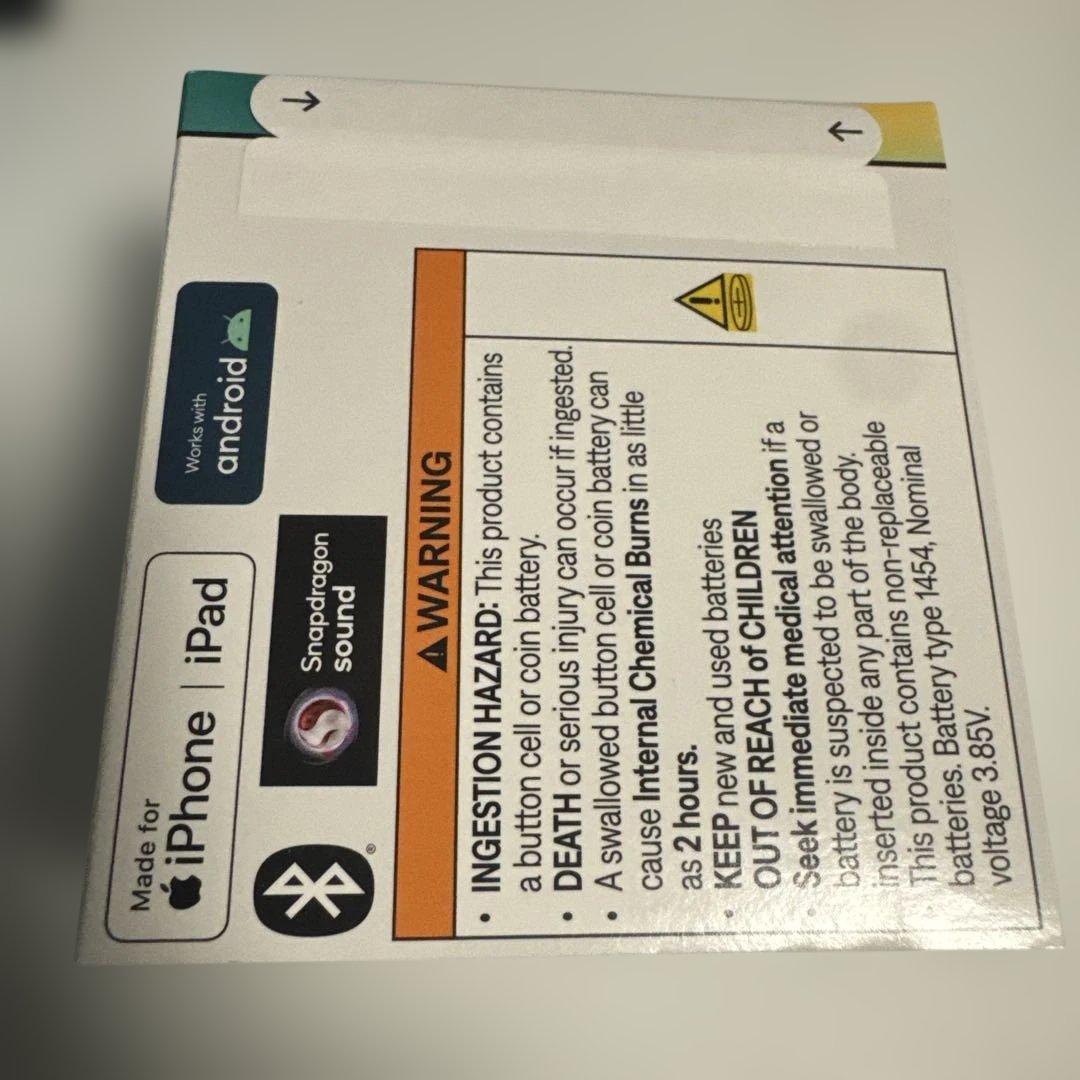 Made for
iPhone | iPad
Works with
android
®
Snapdragon
sound
WARNING
• INGESTION HAZARD: This product contains
a button cell or coin battery.
• DEATH or serious injury can occur if ingested.
• A swallowed button cell or coin battery can
cause Internal Chemical Burns in as little
as 2 hours.
• KEEP new and used batteries
OUT OF REACH of CHILDREN
• Seek immediate medical attention if a
battery is suspected to be swallowed or
inserted inside any part of the body.
• This product contains non-replaceable
batteries. Battery type 1454, Nominal
voltage 3.85V.